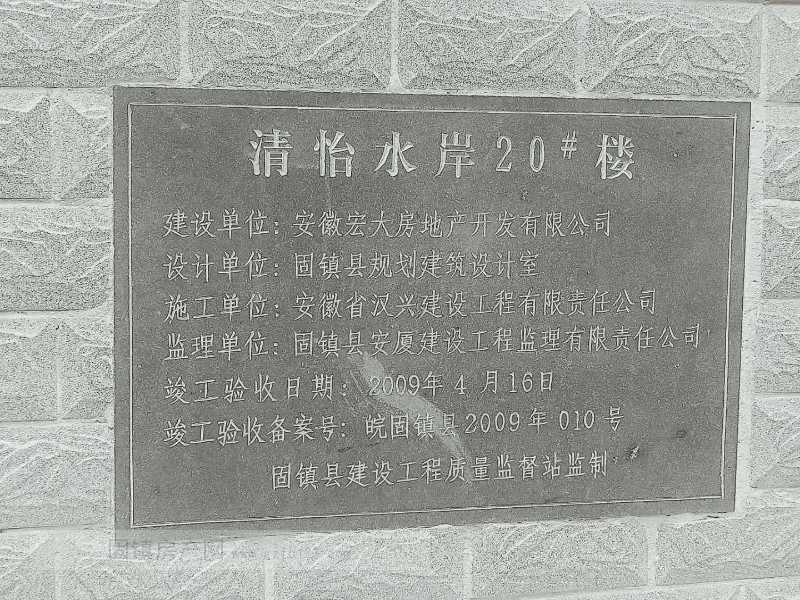 清怡水岸20#楼
建设单位：安徽宏大房地产开发有限公司
设计单位：固镇县规划建筑设计室
施工单位：安徽省汉兴建设工程有限责任公司
监理单位：固镇县安厦建设工程监理有限责任公司
竣工验收日期：2009年4月16日
竣工验收备案号：皖固镇县2009年010号
固镇县建设工程质量监督站监制
固镇房产网